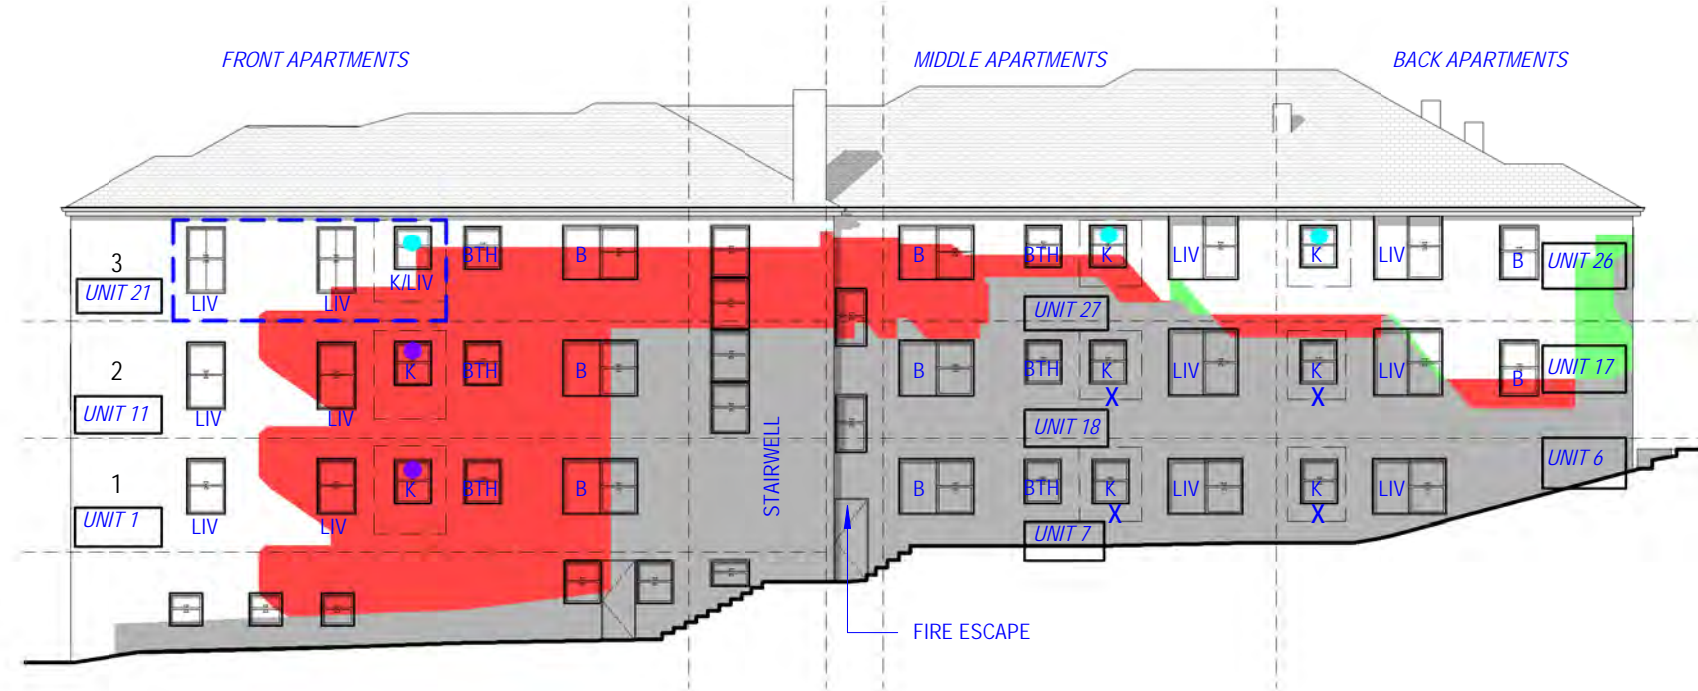 FRONT APARTMENTS
MIDDLE APARTMENTS
BACK APARTMENTS
3
UNIT 21
LIV
LIV
K/LIV
BTH
B
B
BTH
K
LIV
K
LIV
B
UNIT 26
UNIT 27
2
UNIT 11
LIV
LIV
K
BTH
B
B
BTH
K
X
LIV
K
X
LIV
B
UNIT 17
UNIT 18
1
UNIT 1
LIV
LIV
K
BTH
B
STAIRWELL
B
BTH
K
X
LIV
K
X
LIV
UNIT 6
UNIT 7
FIRE ESCAPE